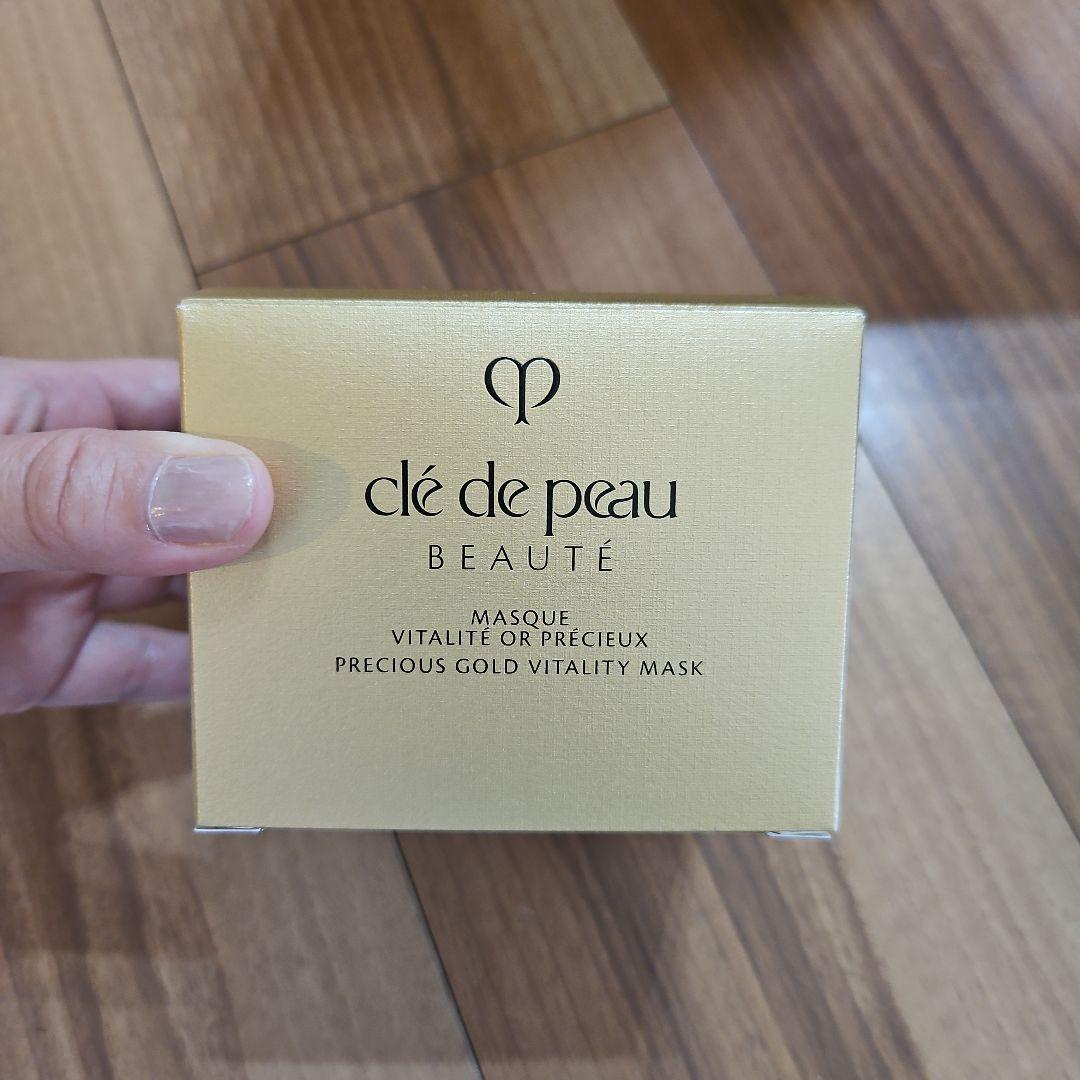 clé de peau
BEAUTÉ
MASQUE
VITALITÉ OR PRÉCIEUX
PRECIOUS GOLD VITALITY MASK